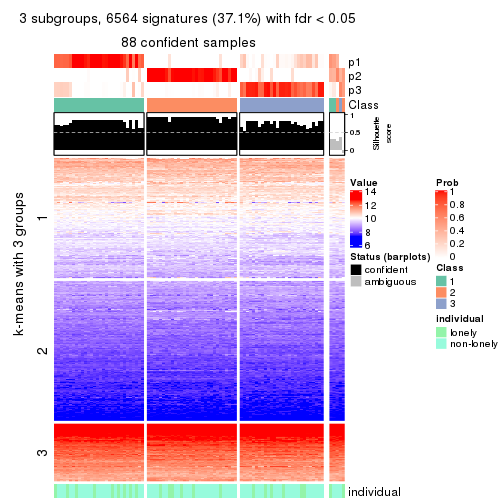 3 subgroups, 6564 signatures (37.1%) with fdr < 0.05
88 confident samples
p1
p2
p3
Class
1
0.5
0
Silhouette
score
k-means with 3 groups
1
2
3
individual
Value
14
12
10
8
6
Status (barplots)
confident
ambiguous
Prob
1
0.8
0.6
0.4
0.2
0
Class
1
2
3
individual
lonely
non-lonely